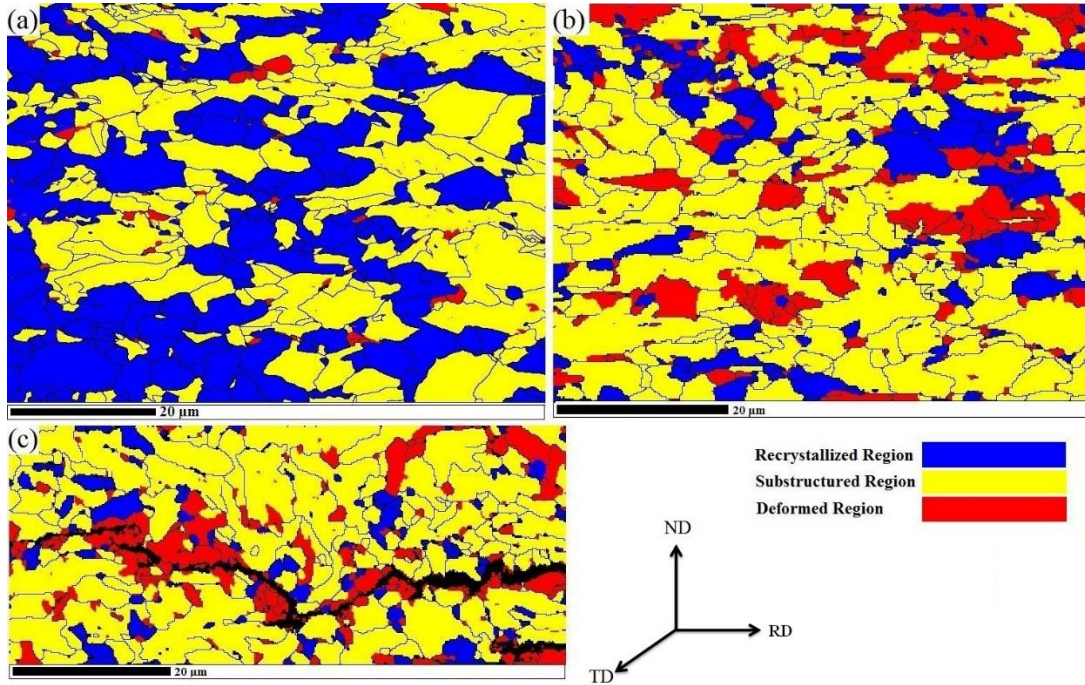 (a)
(b)
20 µm
20 µm
(c)
20 µm
Recrystallized Region
Substructured Region
Deformed Region
ND
RD
TD